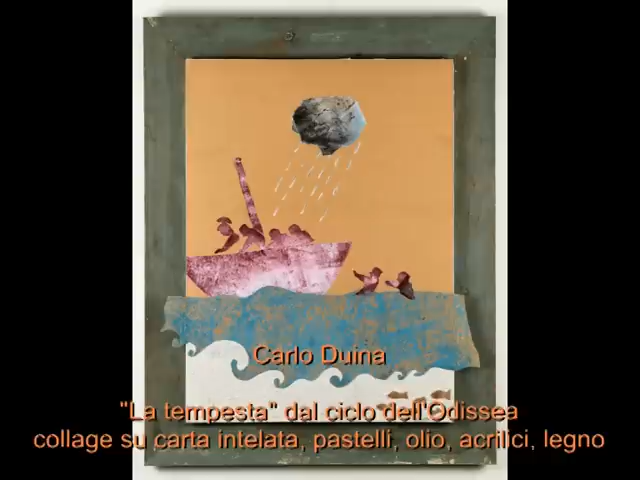 Carlo Duina
"La tempesta" dal ciclo dell'Odissea
collage su carta intelata, pastelli, olio, acrilici, legno